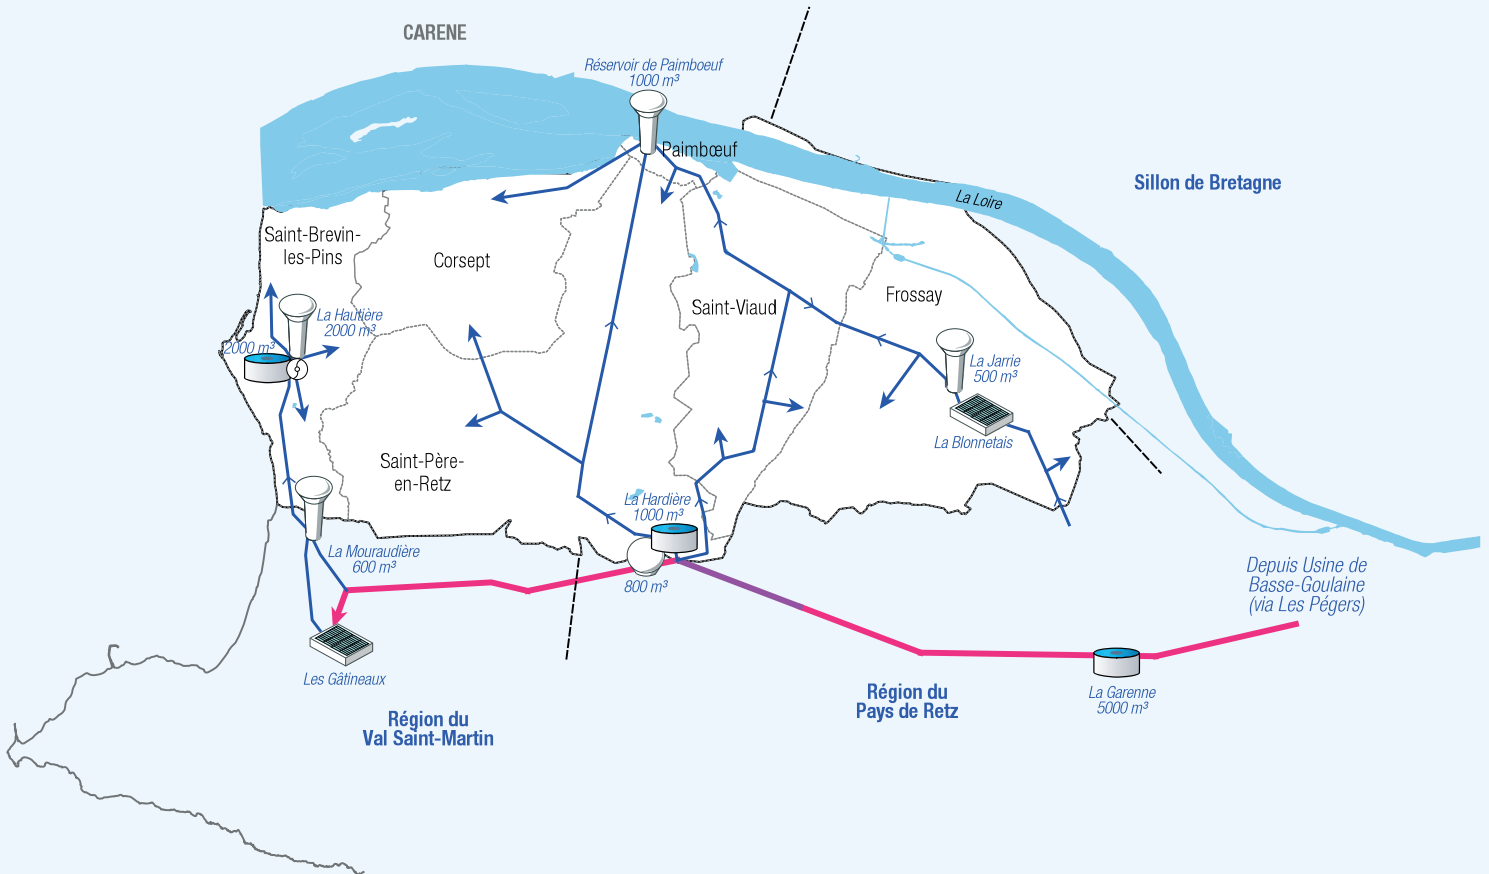 CARENE
Réservoir de Paimboeuf
1000 m³
Paimbœuf
Sillon de Bretagne
La Loire
Saint-Brevin-
les-Pins
Corsept
Saint-Viaud
Frossay
La Hautière
2000 m³
2000 m³
La Jarrie
500 m³
La Blonnetais
Saint-Père-
en-Retz
La Hardière
1000 m³
800 m³
La Mouraudière
600 m³
Les Gâtineaux
Depuis Usine de
Basse-Goulaine
(via Les Pégers)
La Garenne
5000 m³
Région du
Pays de Retz
Région du
Val Saint-Martin